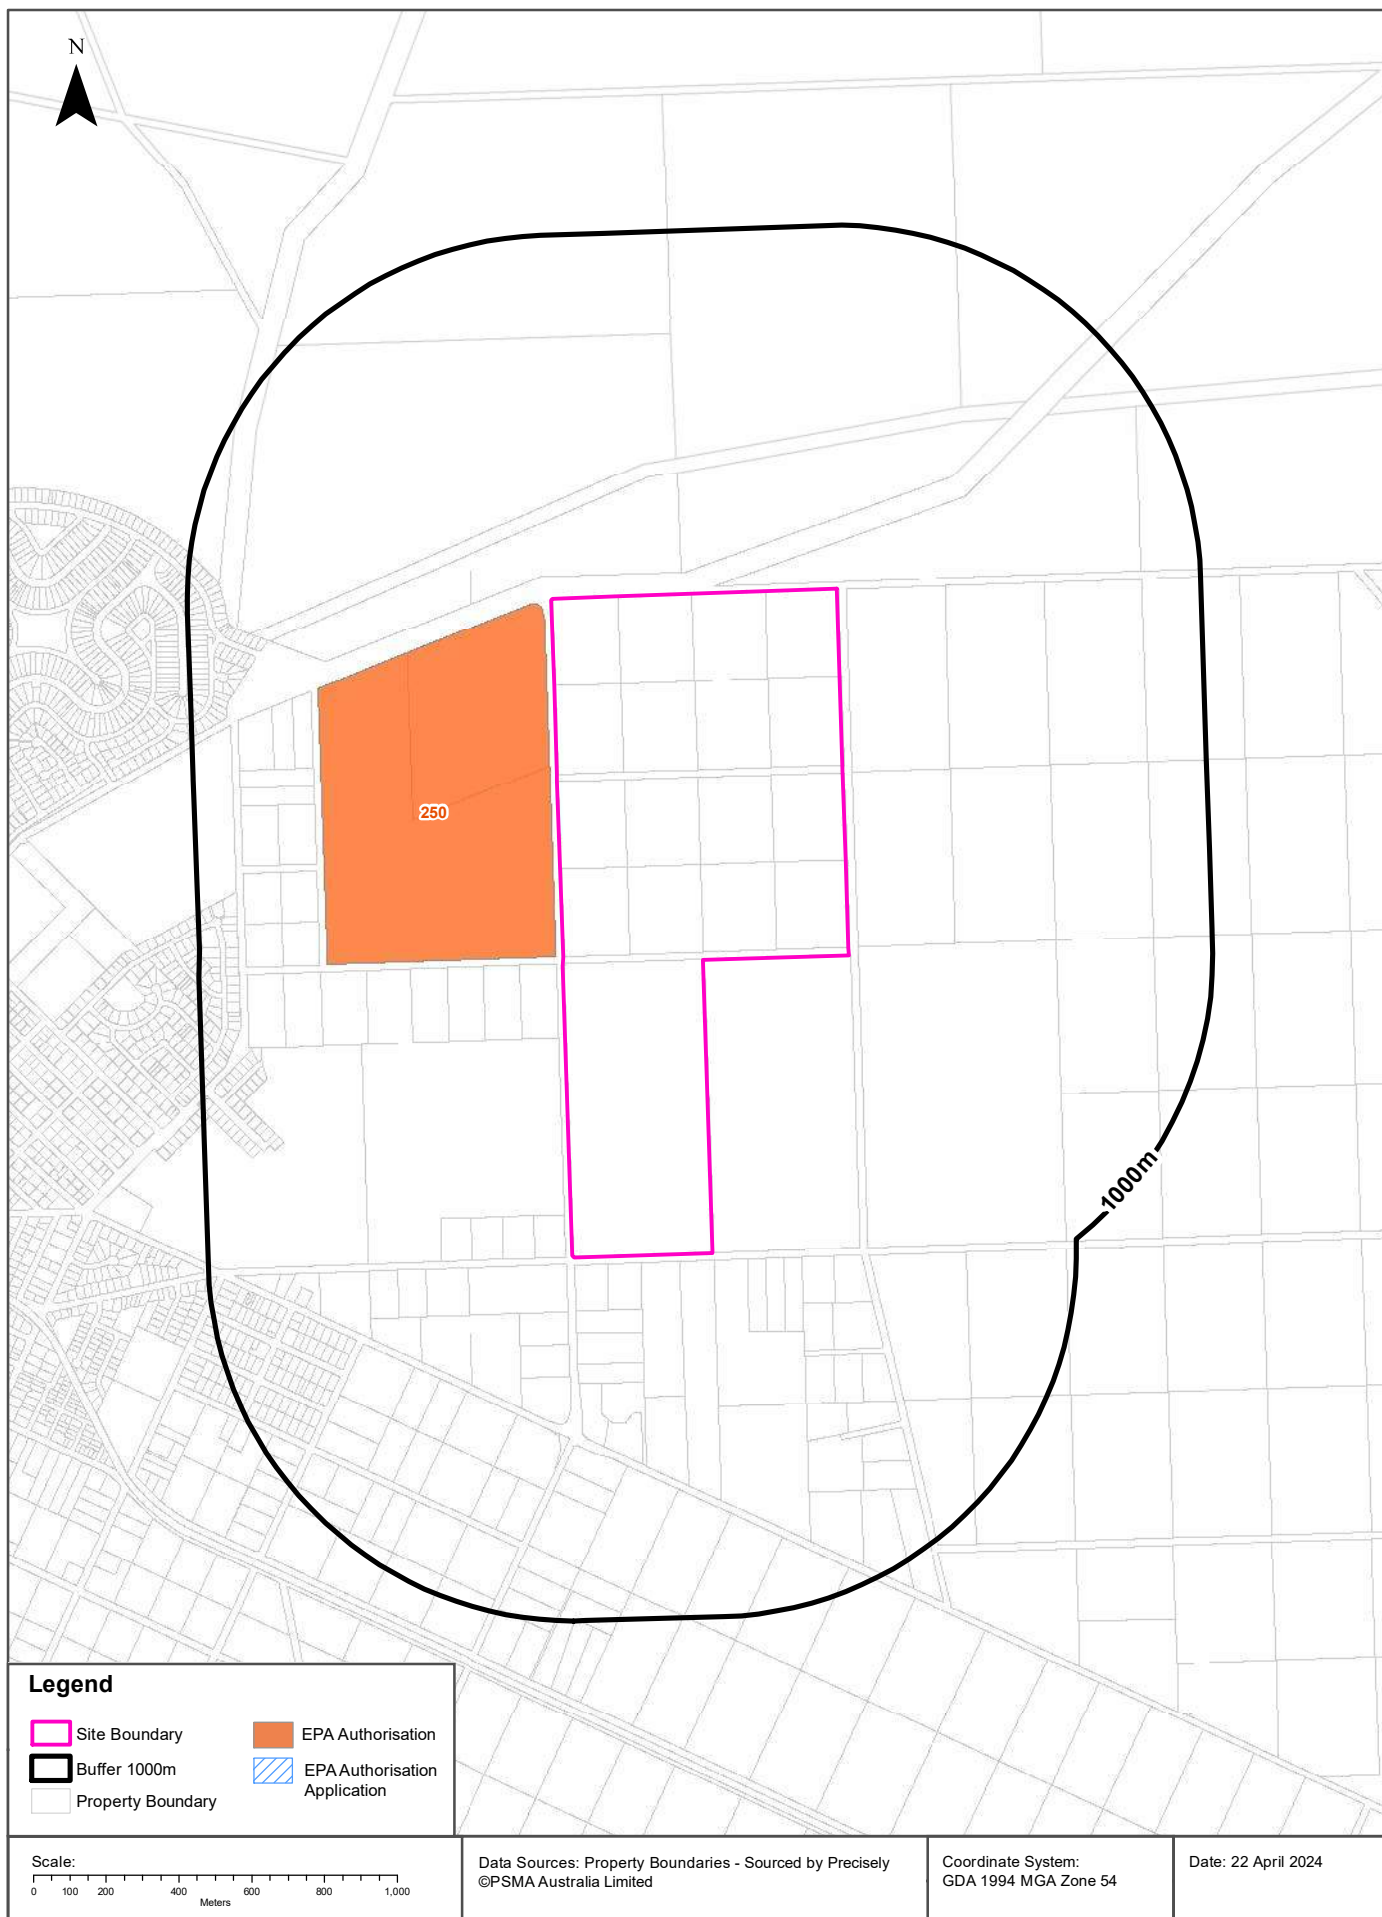 N
250
1000m
Legend
Site Boundary
Buffer 1000m
Property Boundary
EPA Authorisation
EPA Authorisation
Application
Scale:
0 100 200 400 600 800 1,000
Meters
Data Sources: Property Boundaries - Sourced by Precisely
©PSMA Australia Limited
Coordinate System:
GDA 1994 MGA Zone 54
Date: 22 April 2024